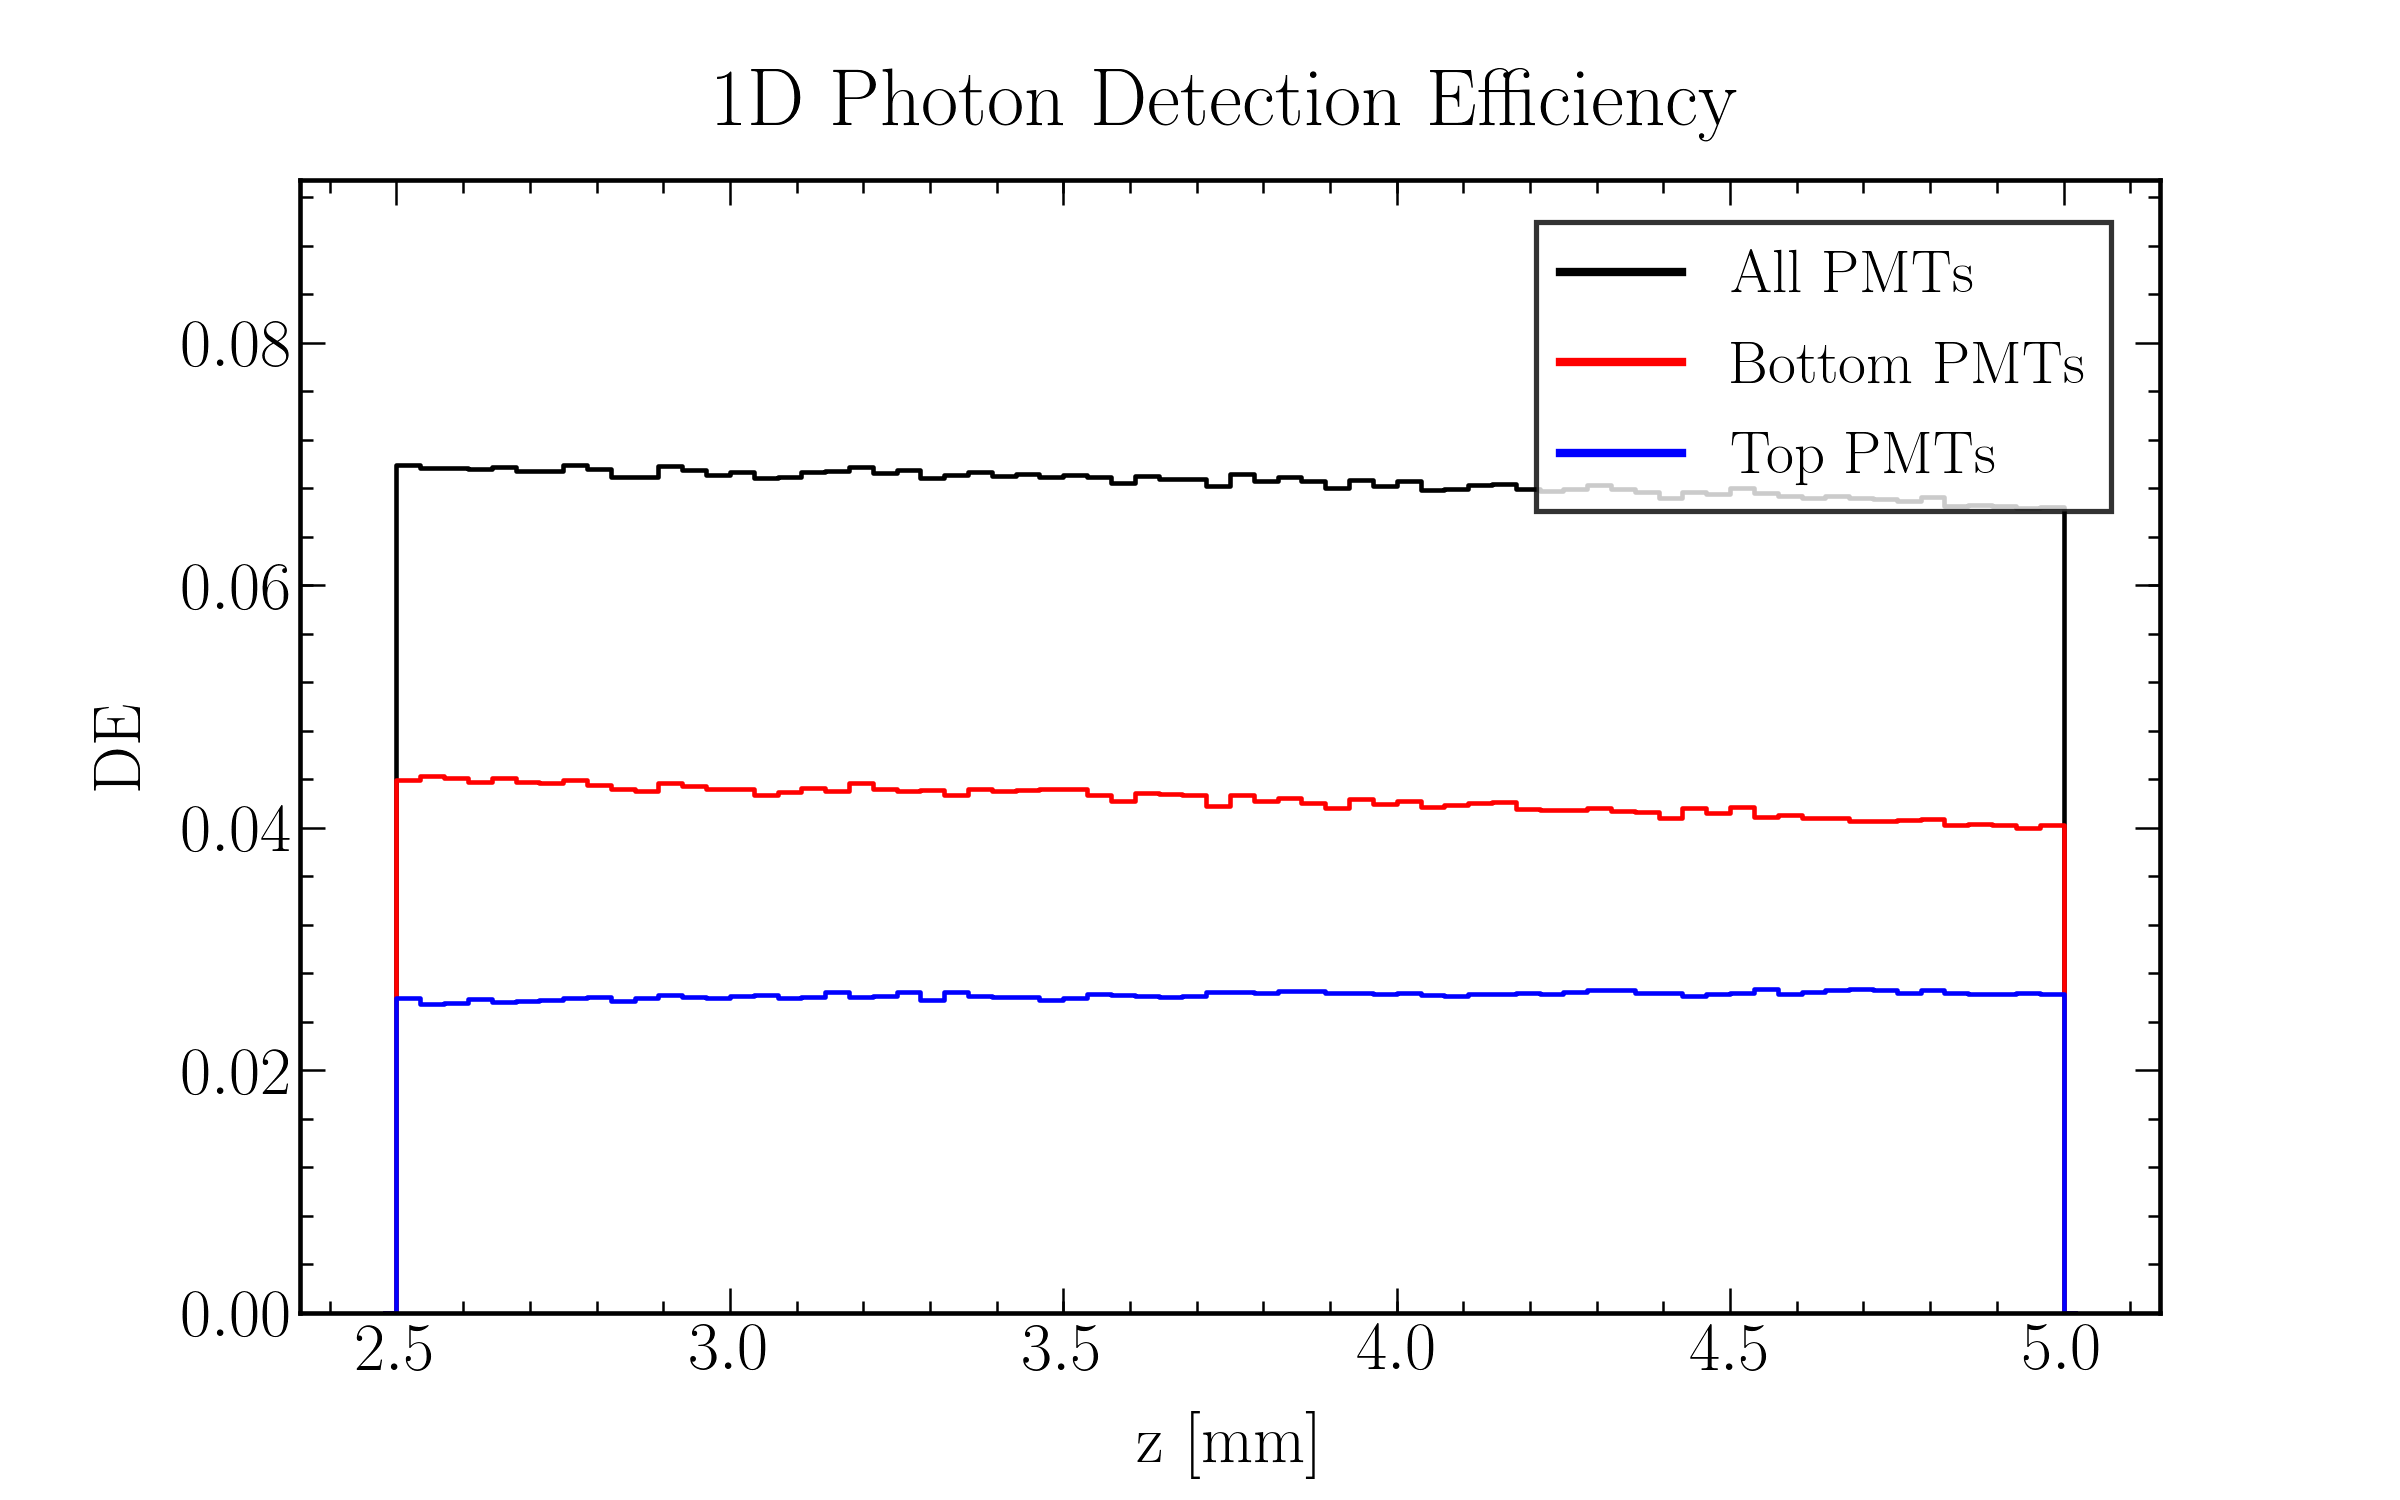 1D Photon Detection Efficiency
All PMTs
Bottom PMTs
Top PMTs
DE
0.08
0.06
0.04
0.02
0.00
2.5 3.0 3.5 4.0 4.5 5.0
z [mm]